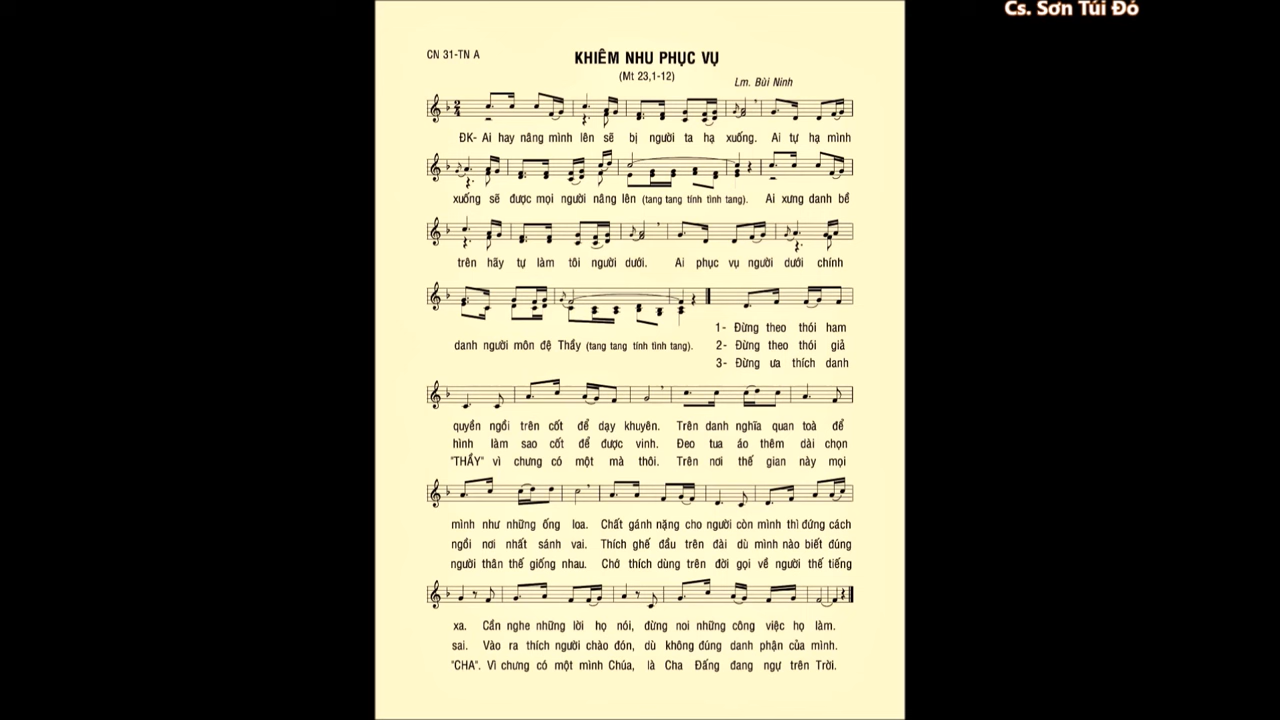 Cs. Sơn Túi Đỏ
CN 31-TN A
KHIÊM NHU PHỤC VỤ
(Mt 23,1-12)
Lm. Bùi Ninh
ĐK- Ai hay nâng mình lên sẽ bị người ta hạ xuống. Ai tự hạ mình
xuống sẽ được mọi người nâng lên (tang tang tính tình tang). Ai xưng danh bề
trên hãy tự làm tôi người dưới. Ai phục vụ người dưới chính
danh người môn đệ Thầy (tang tang tính tình tang).
1- Đừng theo thói ham
2- Đừng theo thói giả
3- Đừng ưa thích danh
quyền ngồi trên cốt để dạy khuyên. Trên danh nghĩa quan toà để
hình làm sao cốt để được vinh. Đeo tua áo thêm dài chọn
"THẦY" vì chưng có một mà thôi. Trên nơi thế gian này mọi
mình như những ống loa. Chất gánh nặng cho người còn mình thì đứng cách
ngồi nơi nhất sánh vai. Thích ghế đầu trên đài dù mình nào biết đúng
người thân thế giống nhau. Chớ thích dùng trên đời gọi về người thế tiếng
xa. Cần nghe những lời họ nói, đừng noi những công việc họ làm.
sai. Vào ra thích người chào đón, dù không đúng danh phận của mình.
"CHA". Vì chưng có một mình Chúa, là Cha Đấng đang ngự trên Trời.